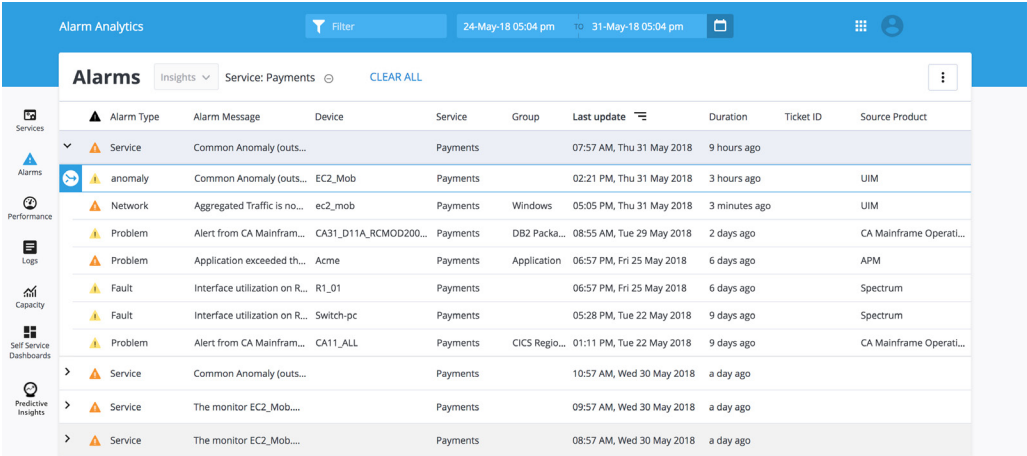 Alarm Analytics
Filter
24-May-18 05:04 pm TO 31-May-18 05:04 pm
Alarms Insights Service: Payments CLEAR ALL
Services
Alarms
Performance
Logs
Capacity
Self Service
Dashboards
Predictive
Insights
Alarm Type Alarm Message Device Service Group Last update Duration Ticket ID Source Product
Service Common Anomaly (outs... Payments 07:57 AM, Thu 31 May 2018 9 hours ago
anomaly Common Anomaly (outs... EC2_Mob Payments 02:21 PM, Thu 31 May 2018 3 hours ago UIM
Network Aggregated Traffic is no... ec2_mob Payments Windows 05:05 PM, Thu 31 May 2018 3 minutes ago UIM
Problem Alert from CA Mainfram... CA31_D11A_RCMOD200... Payments DB2 Packa... 08:55 AM, Tue 29 May 2018 2 days ago CA Mainframe Operati...
Problem Application exceeded th... Acme Payments Application 06:57 PM, Fri 25 May 2018 6 days ago APM
Fault Interface utilization on R... R1_01 Payments 06:57 PM, Fri 25 May 2018 6 days ago Spectrum
Fault Interface utilization on R... Switch-pc Payments 05:28 PM, Tue 22 May 2018 9 days ago Spectrum
Problem Alert from CA Mainfram... CA11_ALL Payments CICS Regio... 01:11 PM, Tue 22 May 2018 9 days ago CA Mainframe Operati...
Service Common Anomaly (outs... Payments 10:57 AM, Wed 30 May 2018 a day ago
Service The monitor EC2_Mob.... Payments 09:57 AM, Wed 30 May 2018 a day ago
Service The monitor EC2_Mob.... Payments 08:57 AM, Wed 30 May 2018 a day ago